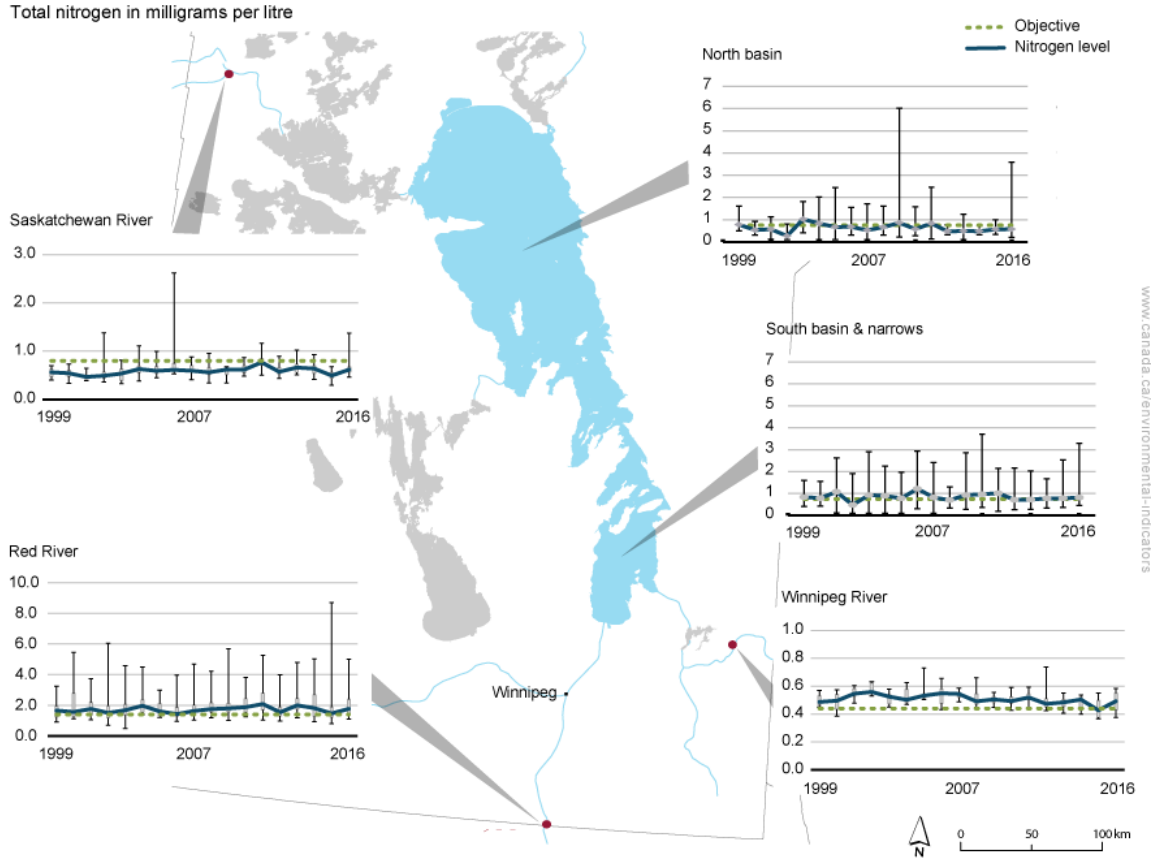 Total nitrogen in milligrams per litre
Objective
Nitrogen level
North basin
7
6
5
4
3
2
1
0
1999 2007 2016
Saskatchewan River
3.0
2.0
1.0
0.0
1999 2007 2016
South basin & narrows
7
6
5
4
3
2
1
0
1999 2007 2016
Red River
10.0
8.0
6.0
4.0
2.0
0.0
1999 2007 2016
Winnipeg River
1.0
0.8
0.6
0.4
0.2
0.0
1999 2007 2016
Winnipeg
N
0 50 100 km
www.canada.ca/environmental-indicators